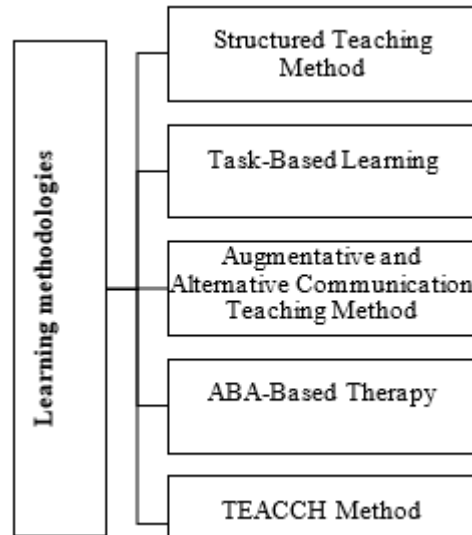 Learning methodologies
Structured Teaching
Method
Task-Based Learning
Augmentative and
Alternative Communication
Teaching Method
ABA-Based Therapy
TEACCH Method